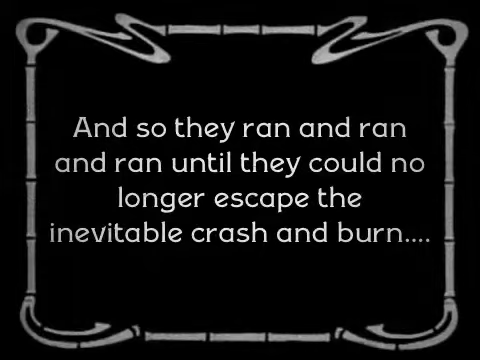 And so they ran and ran
and ran until they could no
longer escape the
inevitable crash and burn....